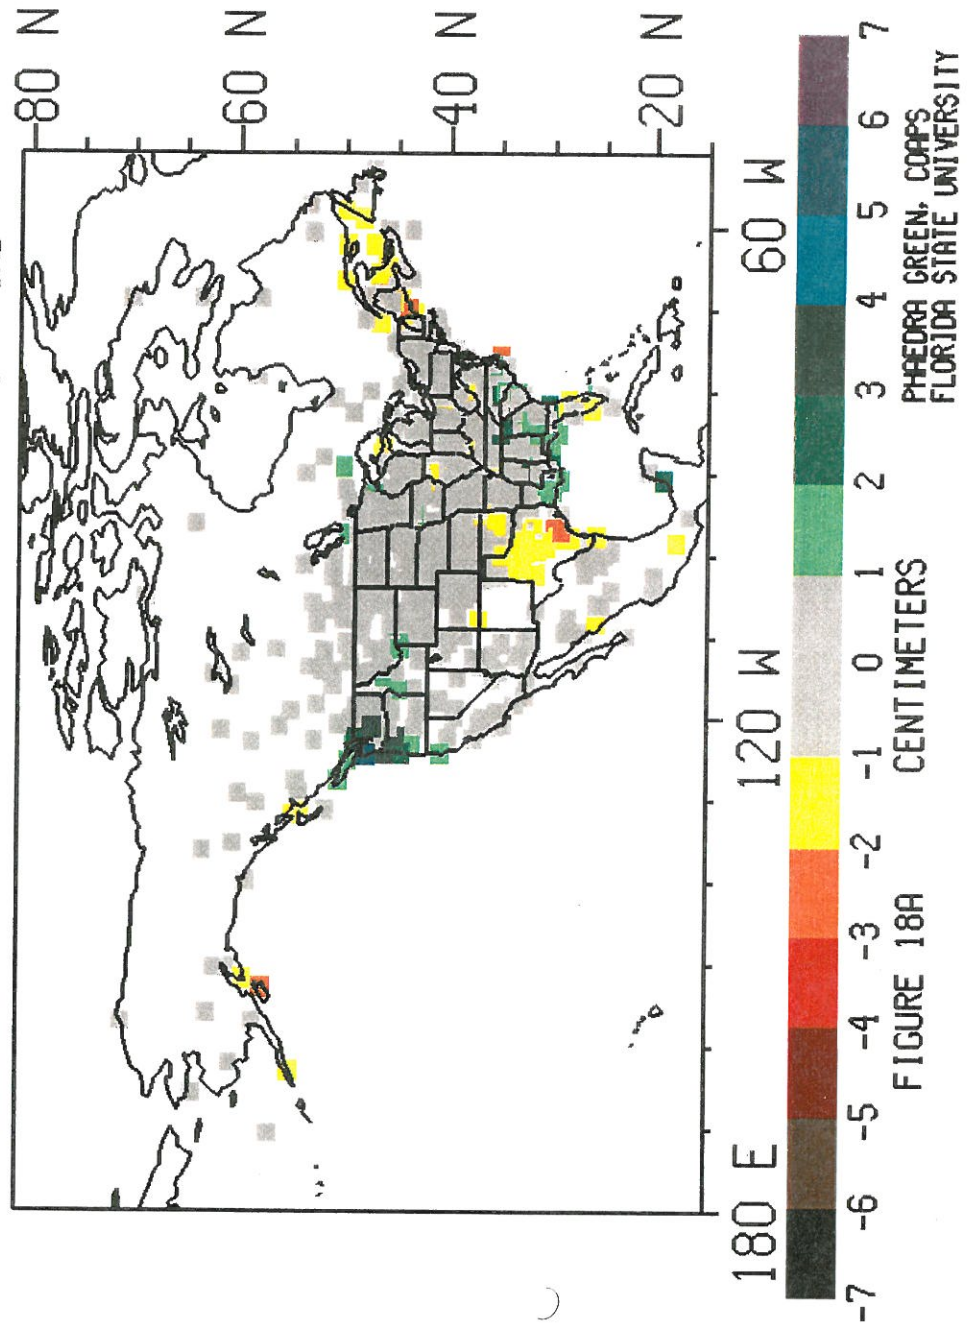 80 N
60 N
40 N
20 N
180 E
120 W
60 W
-7 -6 -5 -4 -3 -2 -1 0 1 2 3 4 5 6 7
FIGURE 18A
CENTIMETERS
PHAEDRA GREEN, COAPS
FLORIDA STATE UNIVERSITY